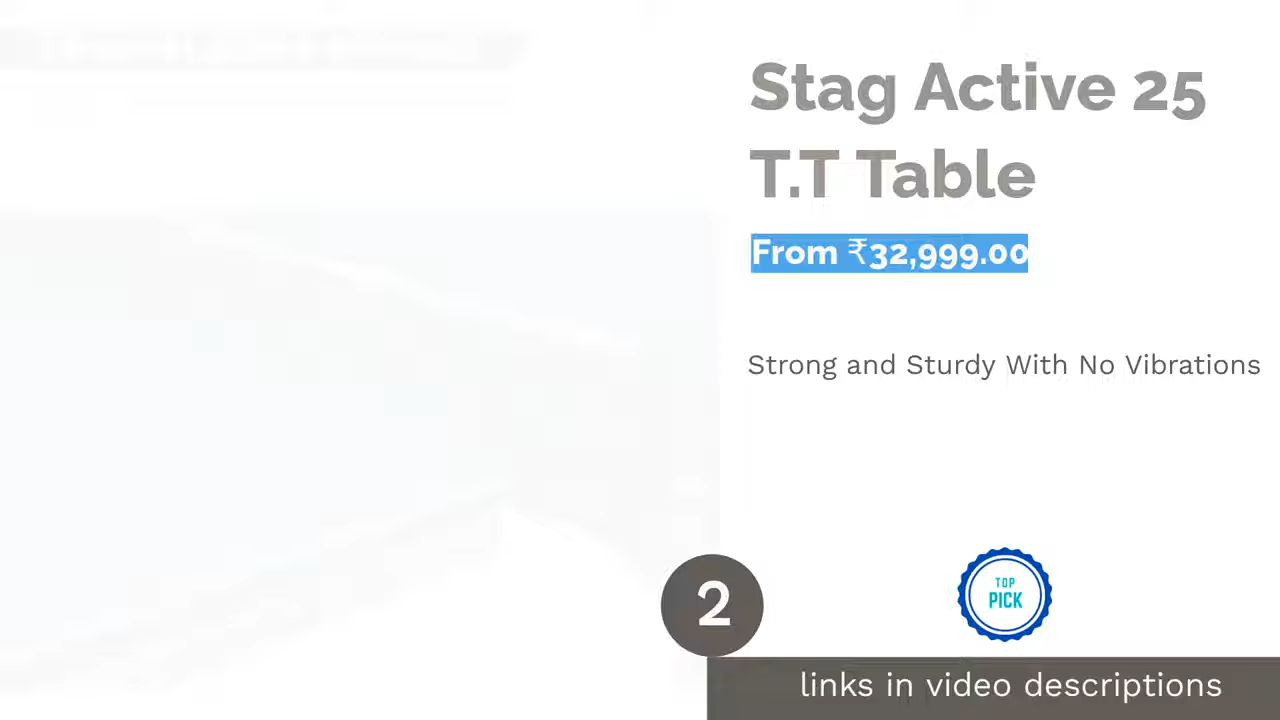 Stag Active 25
T.T Table
From ₹32,999.00
Strong and Sturdy With No Vibrations
2
TOP
PICK
links in video descriptions